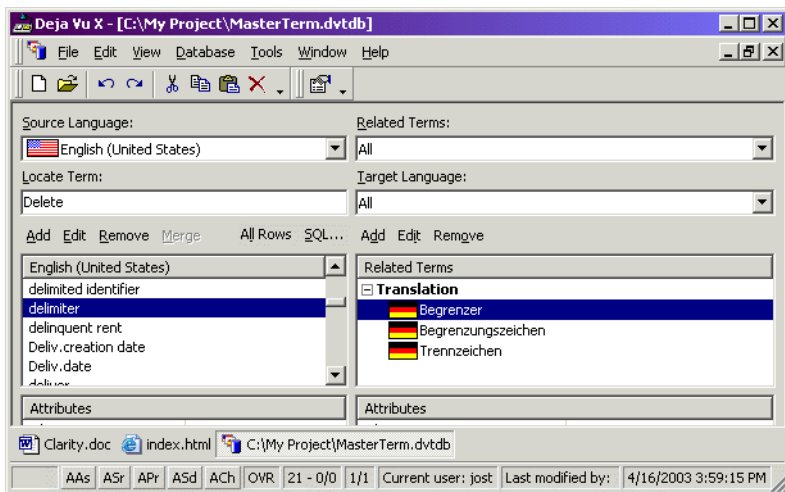 Deja Vu X - [C:\My Project\MasterTerm.dvtdb]
File Edit View Database Tools Window Help
Source Language: Related Terms:
English (United States) All
Locate Term: Target Language:
Delete All
Add Edit Remove Merge All Rows SQL... Add Edit Remove
English (United States) Related Terms
delimited identifier Translation
delimiter Begrenzer
delinquent rent Begrenzungszeichen
Deliv.creation date Trennzeichen
Deliv.date
deliver
Attributes Attributes
Clarity.doc index.html C:\My Project\MasterTerm.dvtdb
AAs ASr APr ASd ACh OVR 21 - 0/0 1/1 Current user: jost Last modified by: 4/16/2003 3:59:15 PM